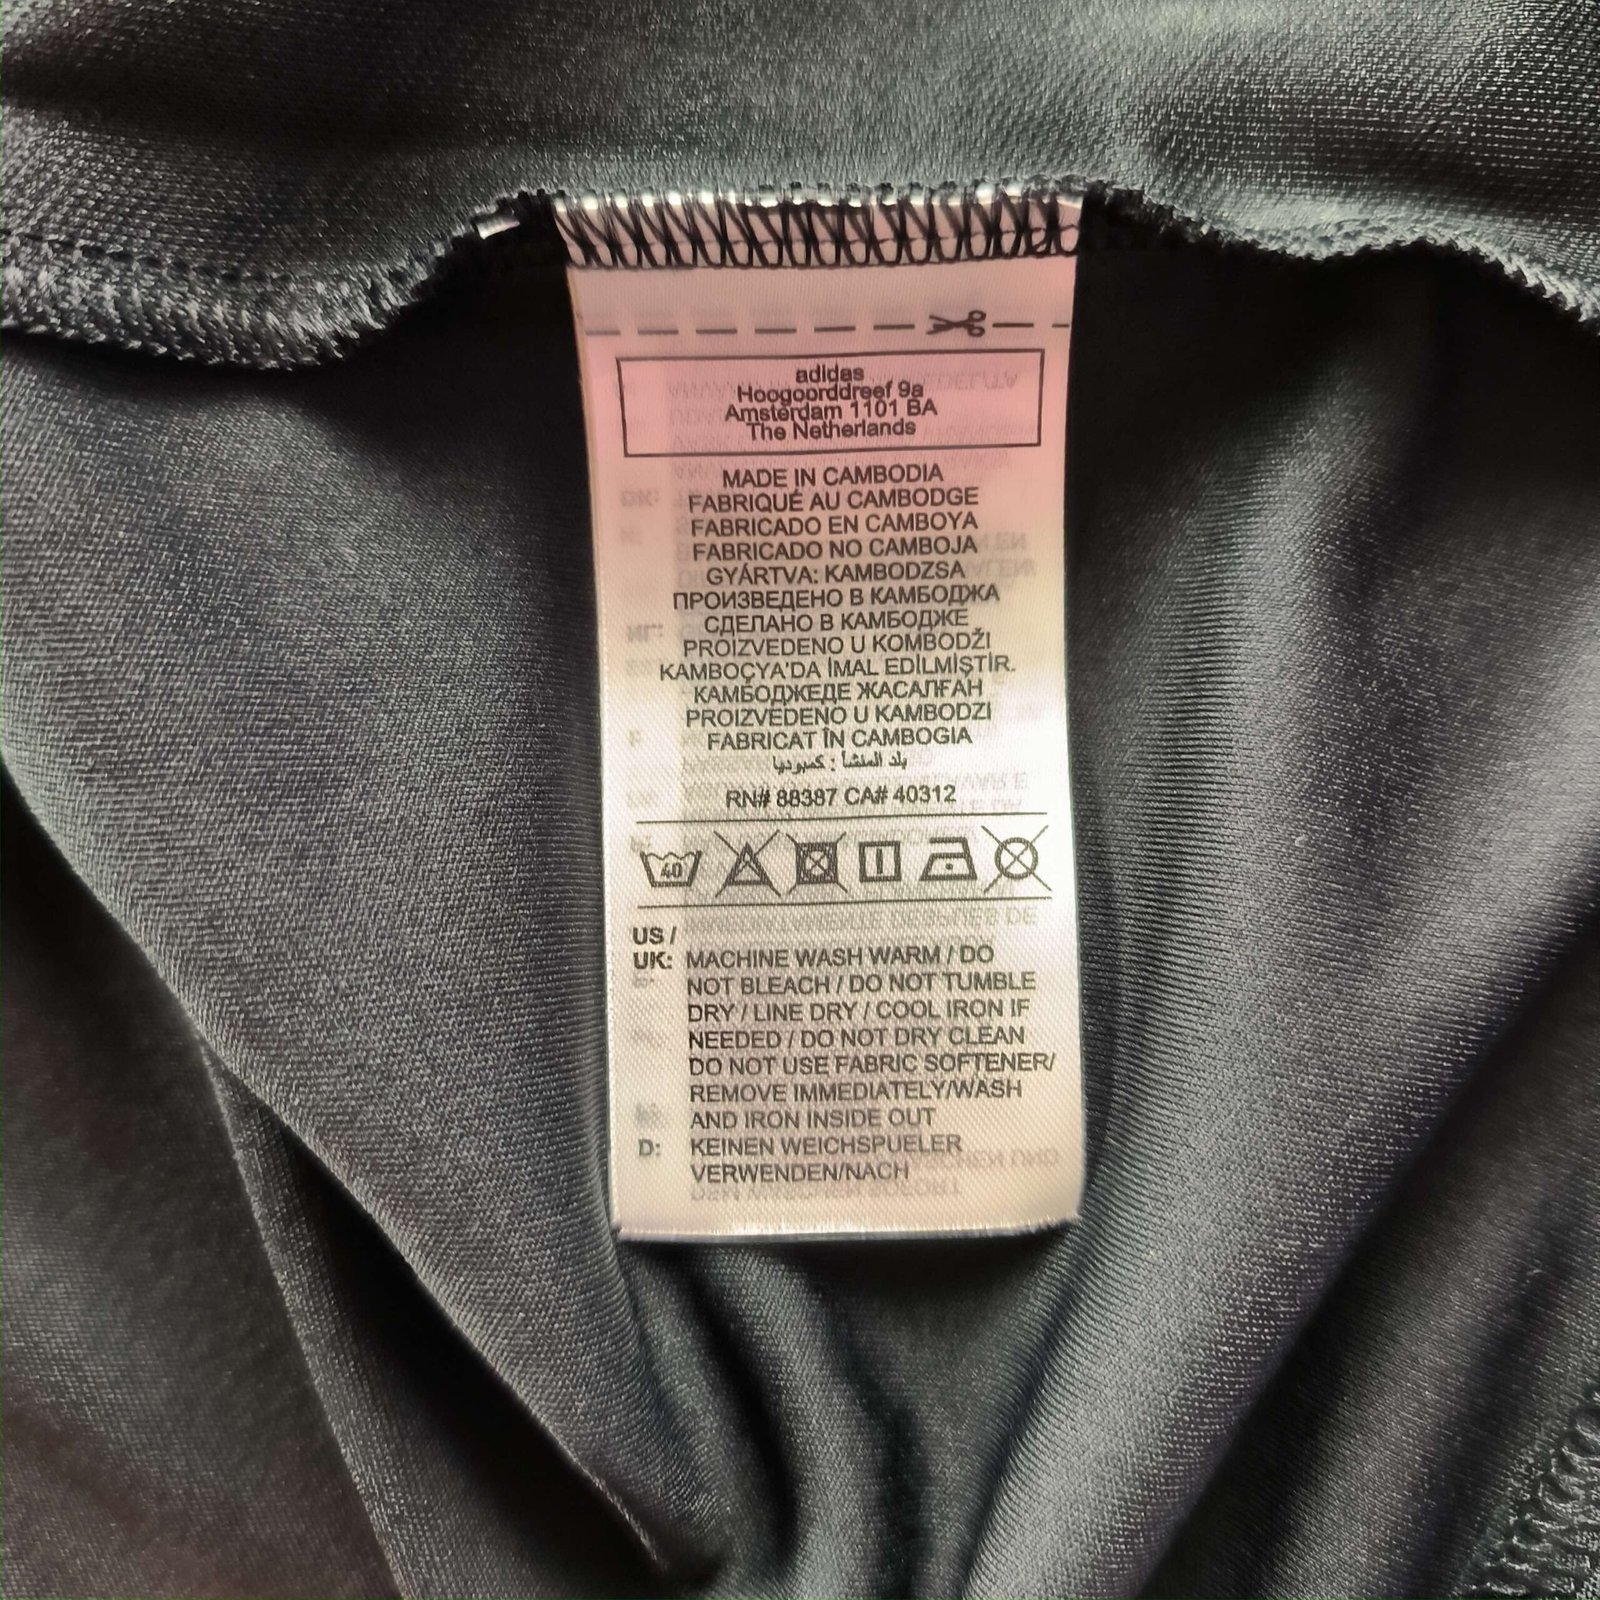 adidas
Hoogoorddreef 9a
Amsterdam 1101 BA
The Netherlands
MADE IN CAMBODIA
FABRIQUÉ AU CAMBODGE
FABRICADO EN CAMBOYA
FABRICADO NO CAMBOJA
GYÁRTVA: KAMBODZSA
ПРОИЗВЕДЕНО В КАМБОДЖА
СДЕЛАНО В КАМБОДЖЕ
PROIZVEDENO U KOMBODŽI
KAMBOÇYA'DA İMAL EDİLMİŞTİR.
КАМБОДЖЕДЕ ЖАСАЛҒАН
PROIZVEDENO U KAMBODZI
FABRICAT ÎN CAMBOGIA
بلد المنشأ : كمبوديا
RN# 88387 CA# 40312
40
US /
UK: MACHINE WASH WARM / DO
NOT BLEACH / DO NOT TUMBLE
DRY / LINE DRY / COOL IRON IF
NEEDED / DO NOT DRY CLEAN
DO NOT USE FABRIC SOFTENER/
REMOVE IMMEDIATELY/WASH
AND IRON INSIDE OUT
D: KEINEN WEICHSPUELER
VERWENDEN/NACH